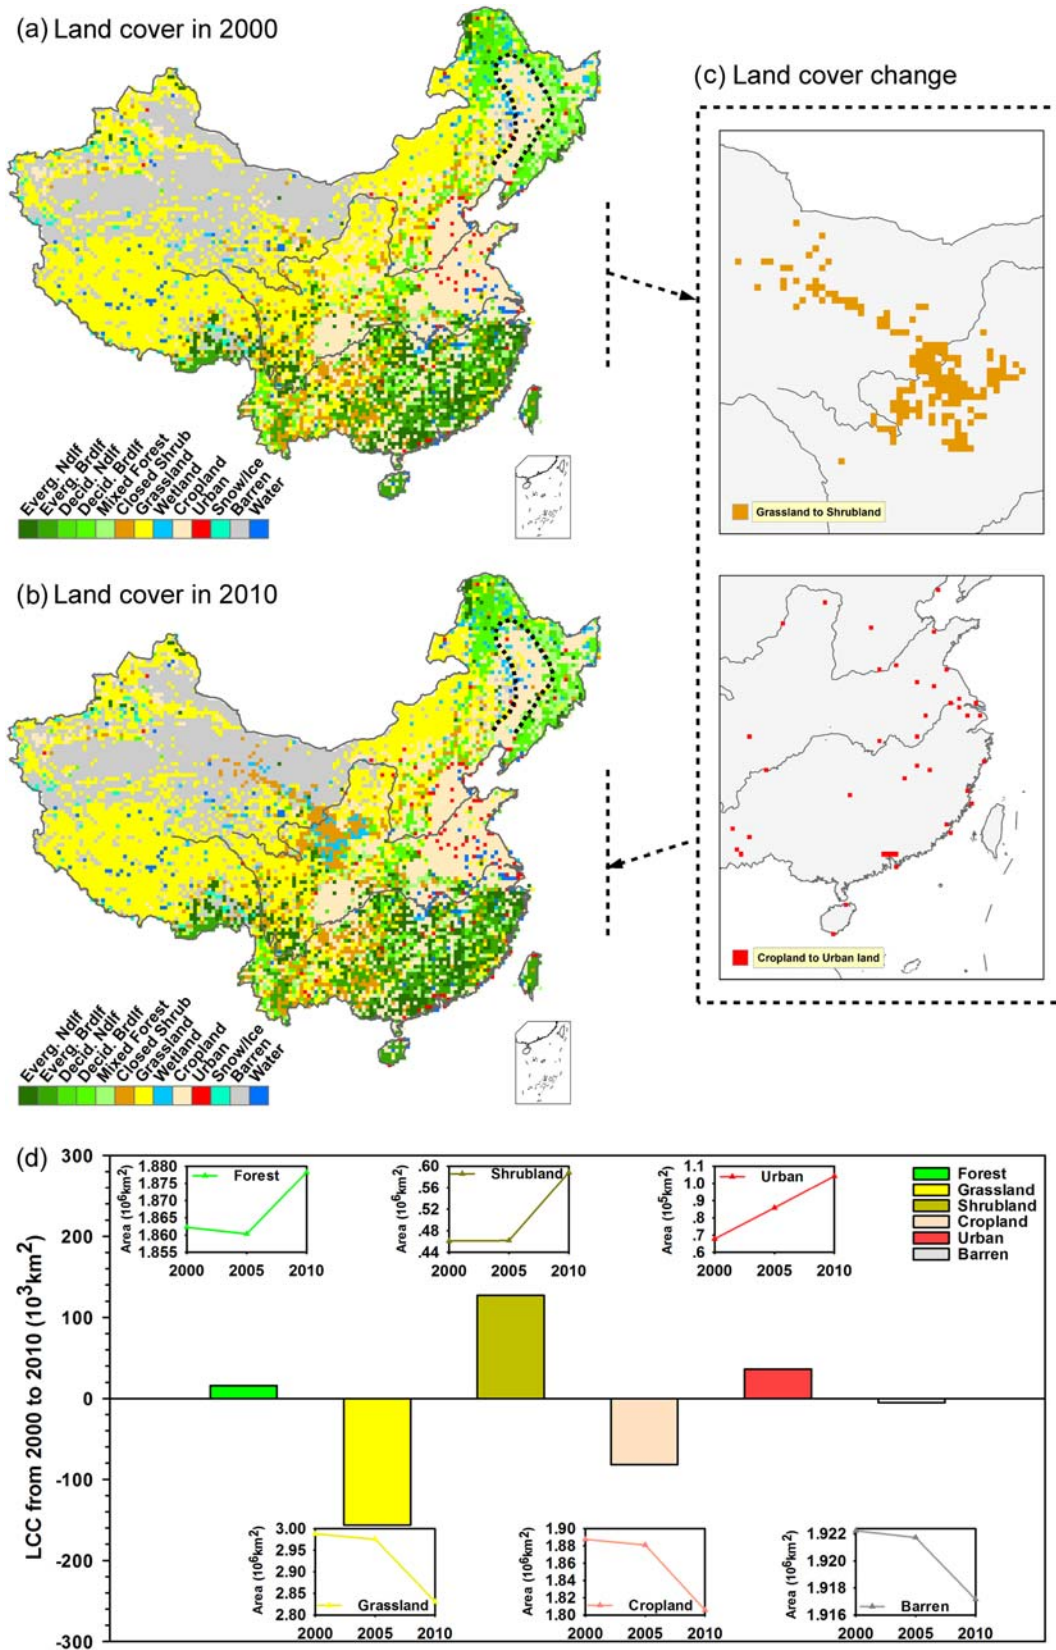 (a) Land cover in 2000
Everg. Ndlf
Everg. Brdlf
Decid. Ndlf
Decid. Brdlf
Mixed Forest
Closed Shrub
Grassland
Wetland
Cropland
Urban
Snow/Ice
Barren
Water
(b) Land cover in 2010
Everg. Ndlf
Everg. Brdlf
Decid. Ndlf
Decid. Brdlf
Mixed Forest
Closed Shrub
Grassland
Wetland
Cropland
Urban
Snow/Ice
Barren
Water
(c) Land cover change
Grassland to Shrubland
Cropland to Urban land
(d)
LCC from 2000 to 2010 (10³km²)
300
200
100
0
-100
-200
-300
Area (10⁶km²)
1.880
1.875
1.870
1.865
1.860
1.855
Forest
2000 2005 2010
Area (10⁶km²)
.60
.56
.52
.48
.44
Shrubland
2000 2005 2010
Area (10⁵km²)
1.1
1.0
.9
.8
.7
.6
Urban
2000 2005 2010
Forest
Grassland
Shrubland
Cropland
Urban
Barren
Area (10⁶km²)
3.00
2.95
2.90
2.85
2.80
Grassland
2000 2005 2010
Area (10⁶km²)
1.90
1.88
1.86
1.84
1.82
1.80
Cropland
2000 2005 2010
Area (10⁶km²)
1.922
1.920
1.918
1.916
Barren
2000 2005 2010